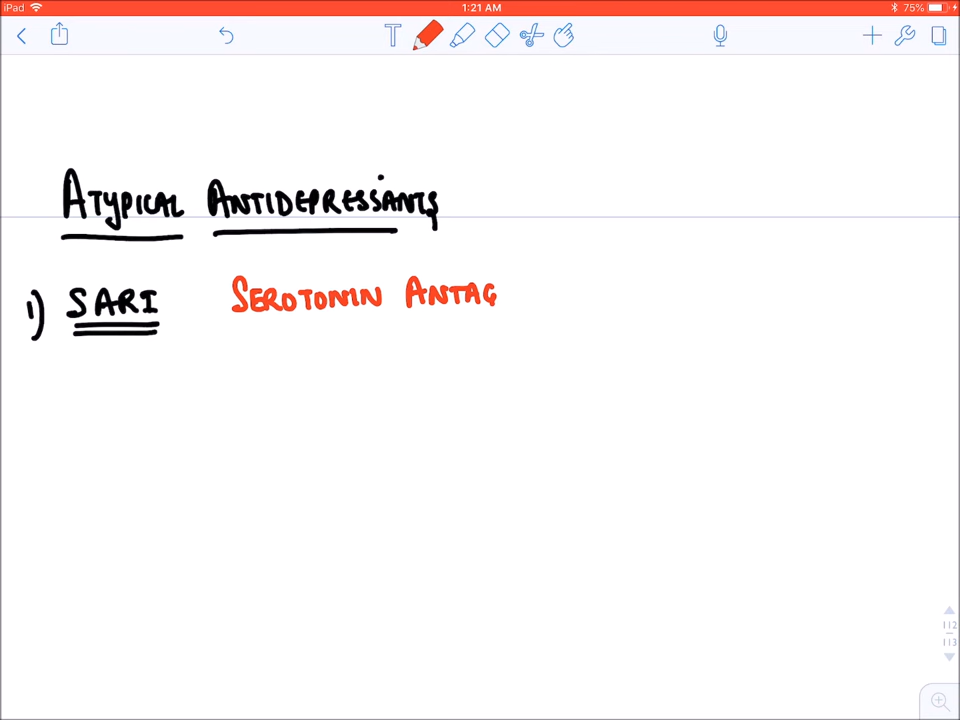 iPad 1:21 AM 75%
T
ATYPICAL ANTIDEPRESSANTS
1) SARI SEROTONIN ANTAG
112
113